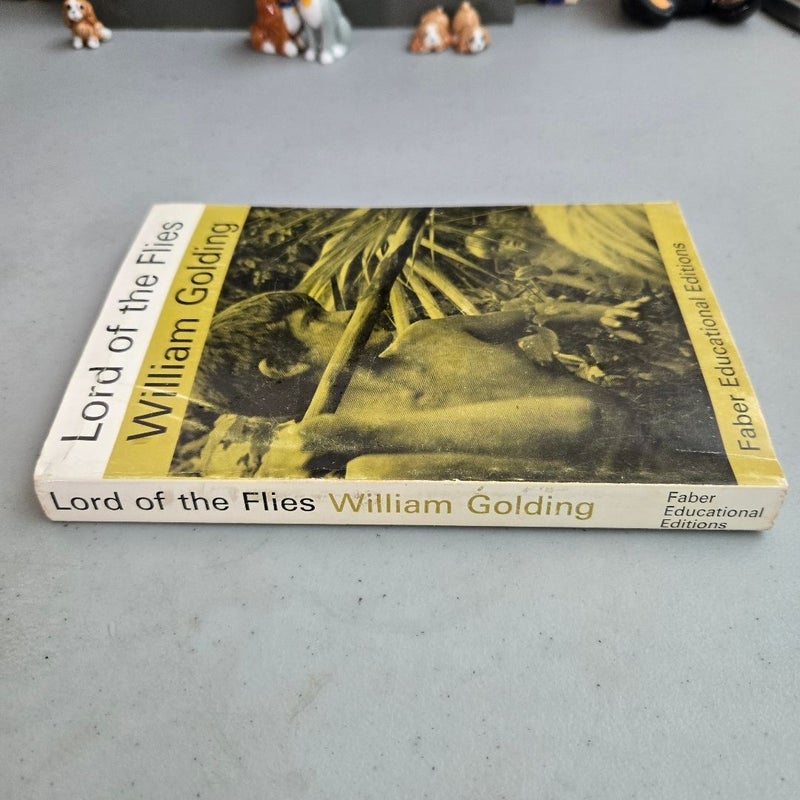 Lord of the Flies
William Golding
Faber Educational Editions
Lord of the Flies William Golding
Faber
Educational
Editions